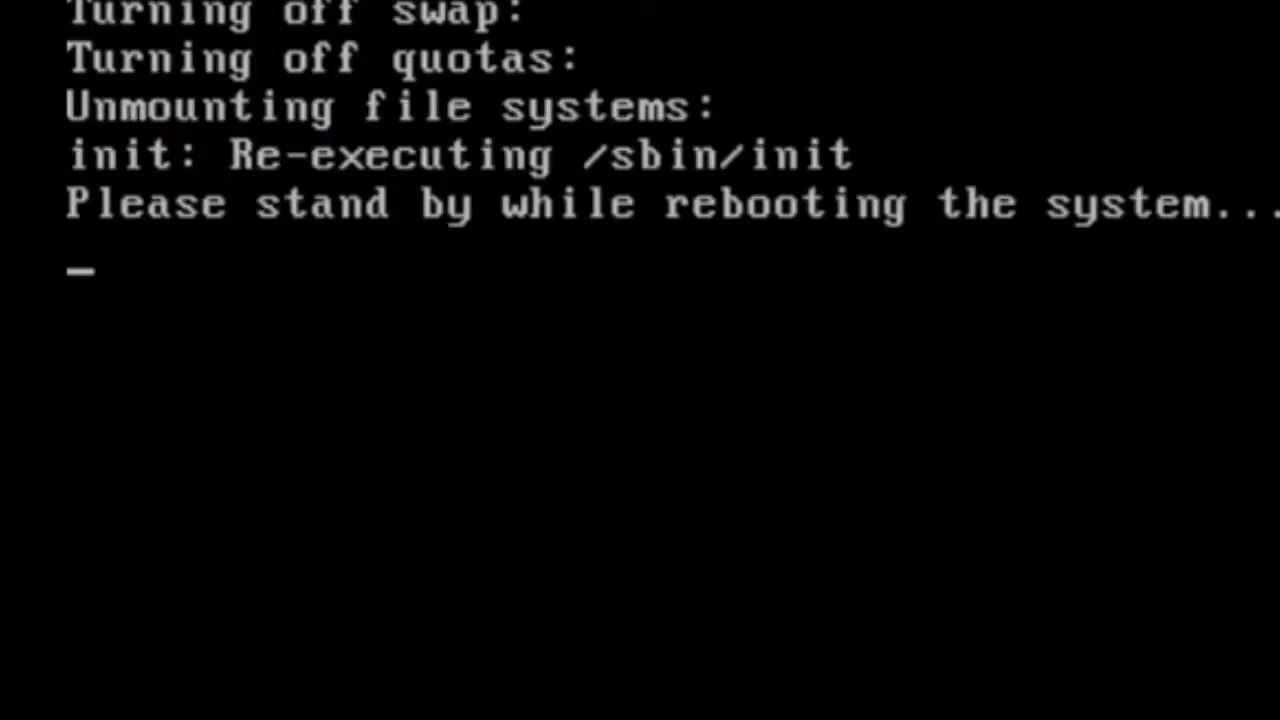 Turning off swap:
Turning off quotas:
Unmounting file systems:
init: Re-executing /sbin/init
Please stand by while rebooting the system...